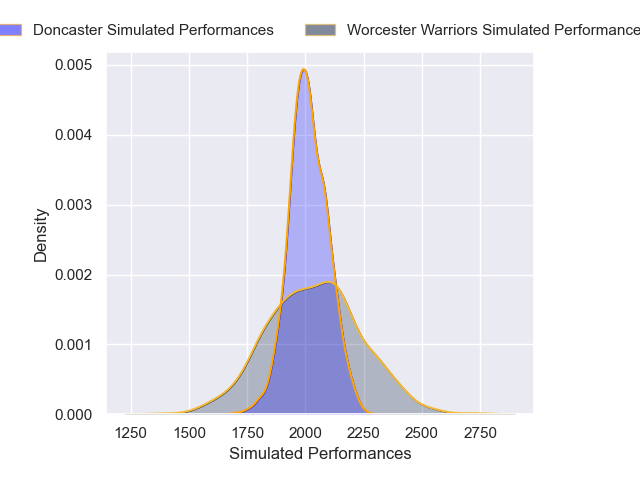 Doncaster Simulated Performances
Worcester Warriors Simulated Performance
0.005
0.004
0.003
0.002
0.001
0.000
Density
1250 1500 1750 2000 2250 2500 2750
Simulated Performances